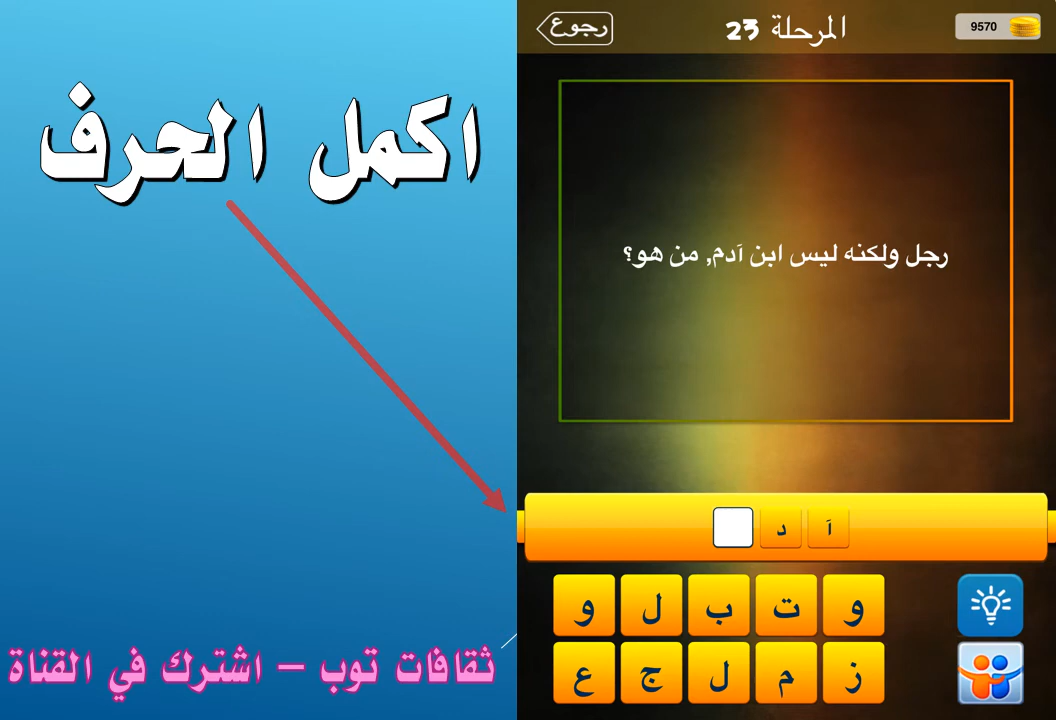 اكمل الحرف
ثقافات توب – اشترك في القناة
رجوع
المرحلة 23
9570
رجل ولكنه ليس ابن آدم, من هو؟
آ د
و ت ب ل و
ز م ل ج ع